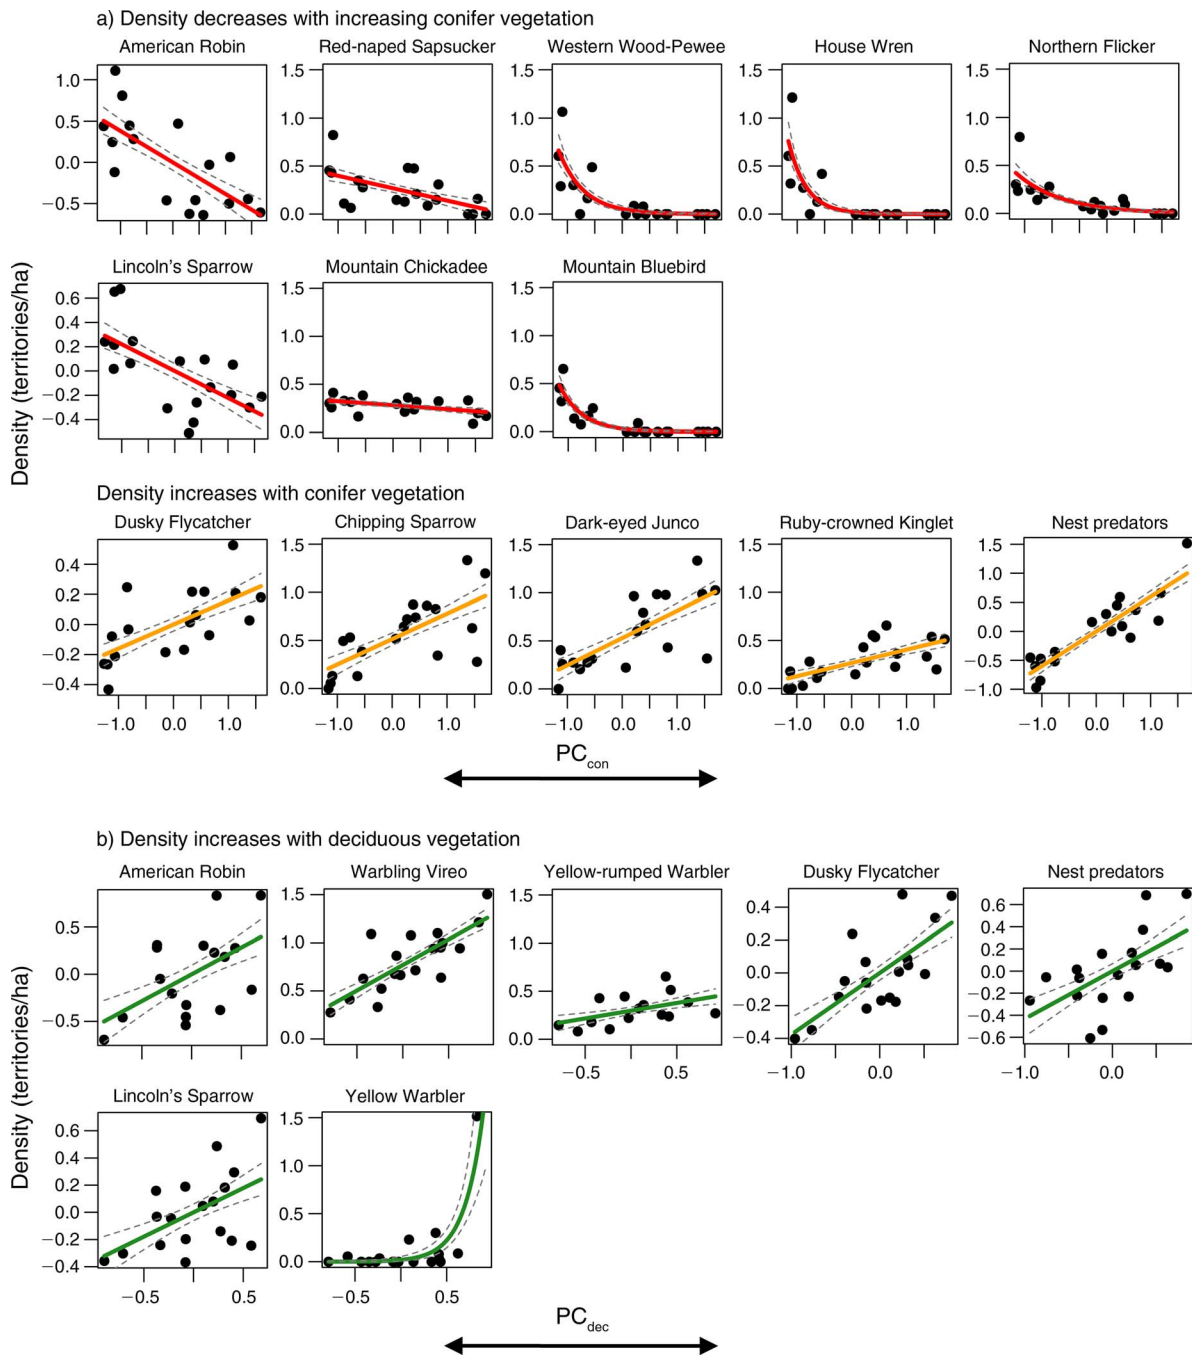 a) Density decreases with increasing conifer vegetation
American Robin Red-naped Sapsucker Western Wood-Pewee House Wren Northern Flicker
1.0 1.5 1.5 1.5 1.5
0.5 1.0 1.0 1.0 1.0
0.0 0.5 0.5 0.5 0.5
−0.5 0.0 0.0 0.0 0.0
Lincoln's Sparrow Mountain Chickadee Mountain Bluebird
0.6 1.5 1.5
0.4 1.0 1.0
0.2
0.0 0.5 0.5
−0.2
−0.4 0.0 0.0
Density (territories/ha)
Density increases with conifer vegetation
Dusky Flycatcher Chipping Sparrow Dark-eyed Junco Ruby-crowned Kinglet Nest predators
0.4 1.5 1.5 1.5 1.5
0.2 1.0 1.0 1.0 1.0
0.0 0.5 0.5 0.5 0.5
−0.2 0.0 0.0 0.0 0.0
−0.4 −0.5
−1.0
−1.0 0.0 1.0 −1.0 0.0 1.0 −1.0 0.0 1.0 −1.0 0.0 1.0 −1.0 0.0 1.0
PCcon
b) Density increases with deciduous vegetation
American Robin Warbling Vireo Yellow-rumped Warbler Dusky Flycatcher Nest predators
0.5 1.5 1.5 0.4 0.6
0.0 1.0 1.0 0.2 0.4
−0.5 0.5 0.5 0.0 0.2
0.0 0.0 −0.2 0.0
−0.4 −0.2
−0.4
−0.6
−0.5 0.5 −1.0 0.0 −1.0 0.0
Lincoln's Sparrow Yellow Warbler
0.6 1.5
0.4 1.0
0.2
0.0 0.5
−0.2
−0.4 0.0
−0.5 0.5 −0.5 0.5
Density (territories/ha)
PCdec